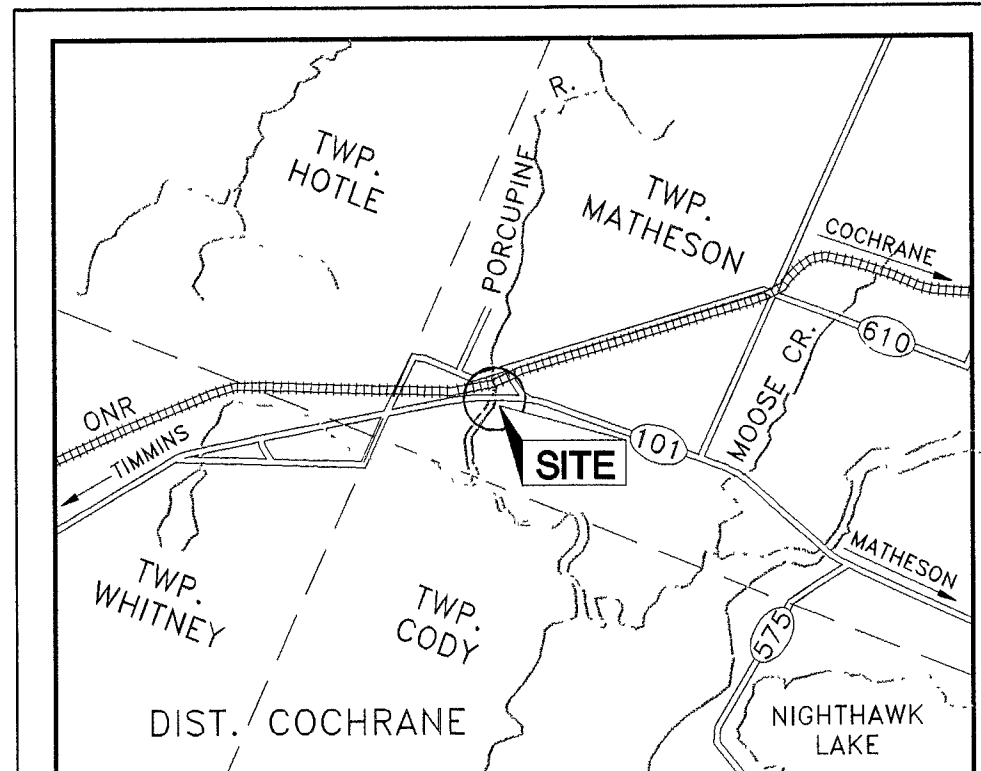 TWP.
HOTLE
PORCUPINE
R.
TWP.
MATHESON
COCHRANE
610
MOOSE CR.
ONR
TIMMINS
SITE
101
MATHESON
575
TWP.
WHITNEY
TWP.
CODY
DIST. COCHRANE
NIGHTHAWK
LAKE